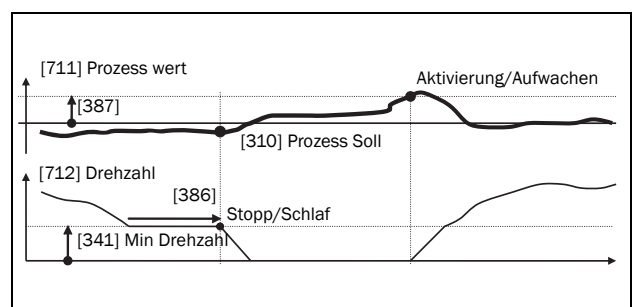 [711] Prozess wert
Aktivierung/Aufwachen
[387]
[310] Prozess Soll
[712] Drehzahl
[386]
Stopp/Schlaf
[341] Min Drehzahl